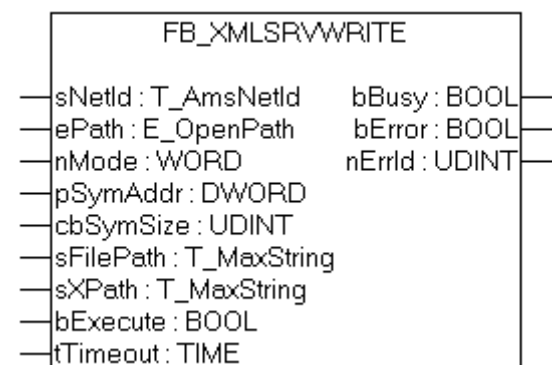 FB_XMLSRVWRITE
sNetId : T_AmsNetId bBusy : BOOL
ePath : E_OpenPath bError : BOOL
nMode : WORD nErrId : UDINT
pSymAddr : DWORD
cbSymSize : UDINT
sFilePath : T_MaxString
sXPath : T_MaxString
bExecute : BOOL
tTimeout : TIME